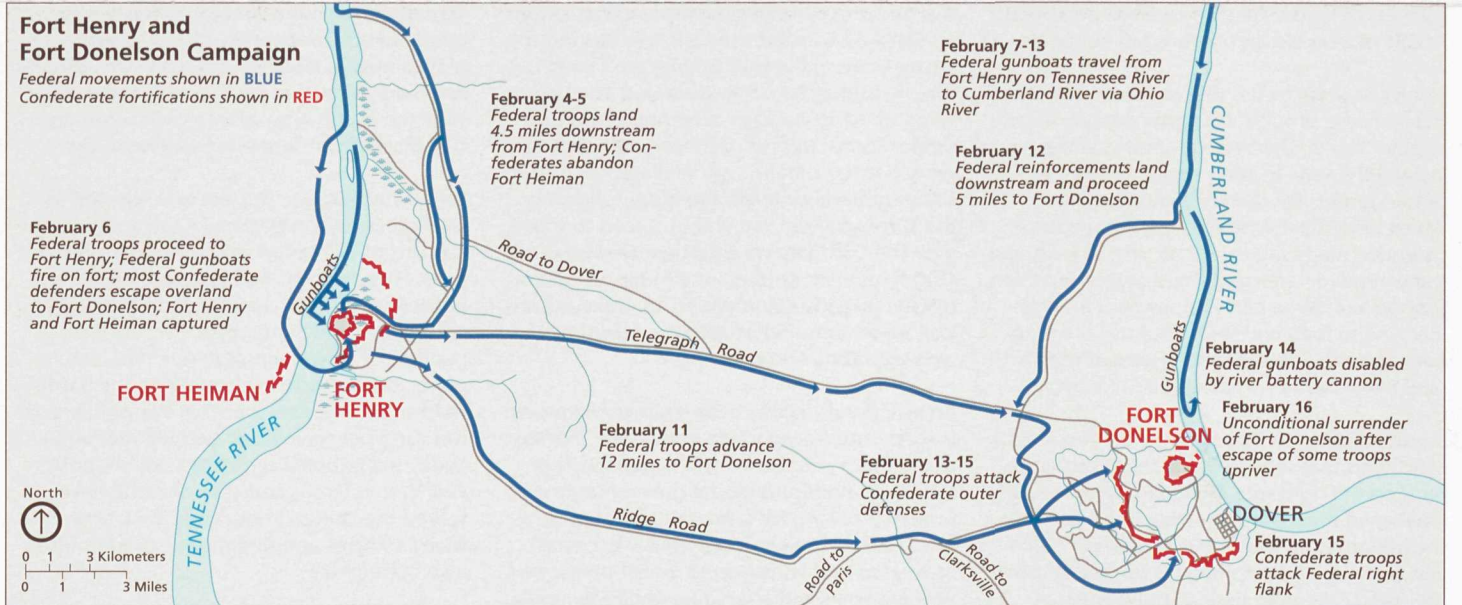 Fort Henry and
Fort Donelson Campaign
Federal movements shown in BLUE
Confederate fortifications shown in RED
February 4-5
Federal troops land
4.5 miles downstream
from Fort Henry; Con-
federates abandon
Fort Heiman
February 7-13
Federal gunboats travel from
Fort Henry on Tennessee River
to Cumberland River via Ohio
River
February 12
Federal reinforcements land
downstream and proceed
5 miles to Fort Donelson
CUMBERLAND RIVER
February 6
Federal troops proceed to
Fort Henry; Federal gunboats
fire on fort; most Confederate
defenders escape overland
to Fort Donelson; Fort Henry
and Fort Heiman captured
Gunboats
Road to Dover
Telegraph Road
Gunboats
February 14
Federal gunboats disabled
by river battery cannon
FORT HEIMAN
FORT
HENRY
FORT
DONELSON
February 16
Unconditional surrender
of Fort Donelson after
escape of some troops
upriver
TENNESSEE RIVER
February 11
Federal troops advance
12 miles to Fort Donelson
February 13-15
Federal troops attack
Confederate outer
defenses
North
Ridge Road
DOVER
0 1 3 Kilometers
0 1 3 Miles
Road to
Paris
Road to
Clarksville
February 15
Confederate troops
attack Federal right
flank